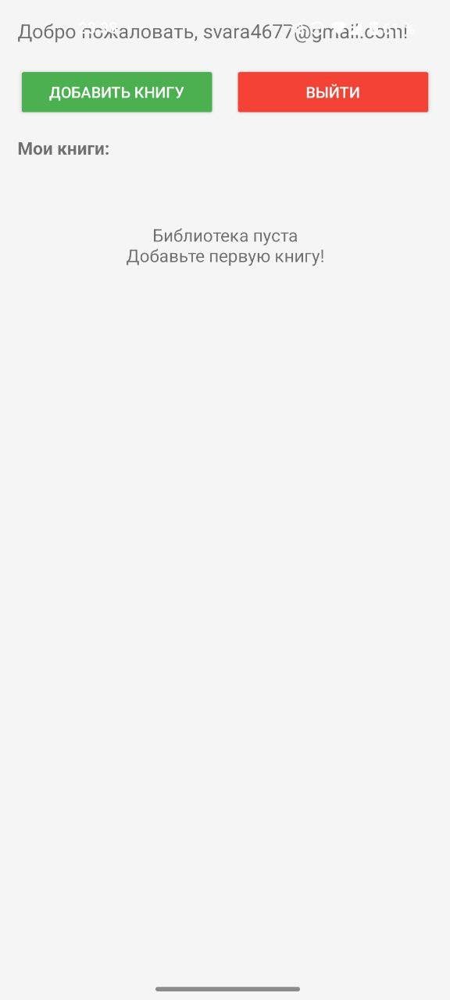 Добро пожаловать, svara4677@gmail.com!
ДОБАВИТЬ КНИГУ
ВЫЙТИ
Мои книги:
Библиотека пуста
Добавьте первую книгу!